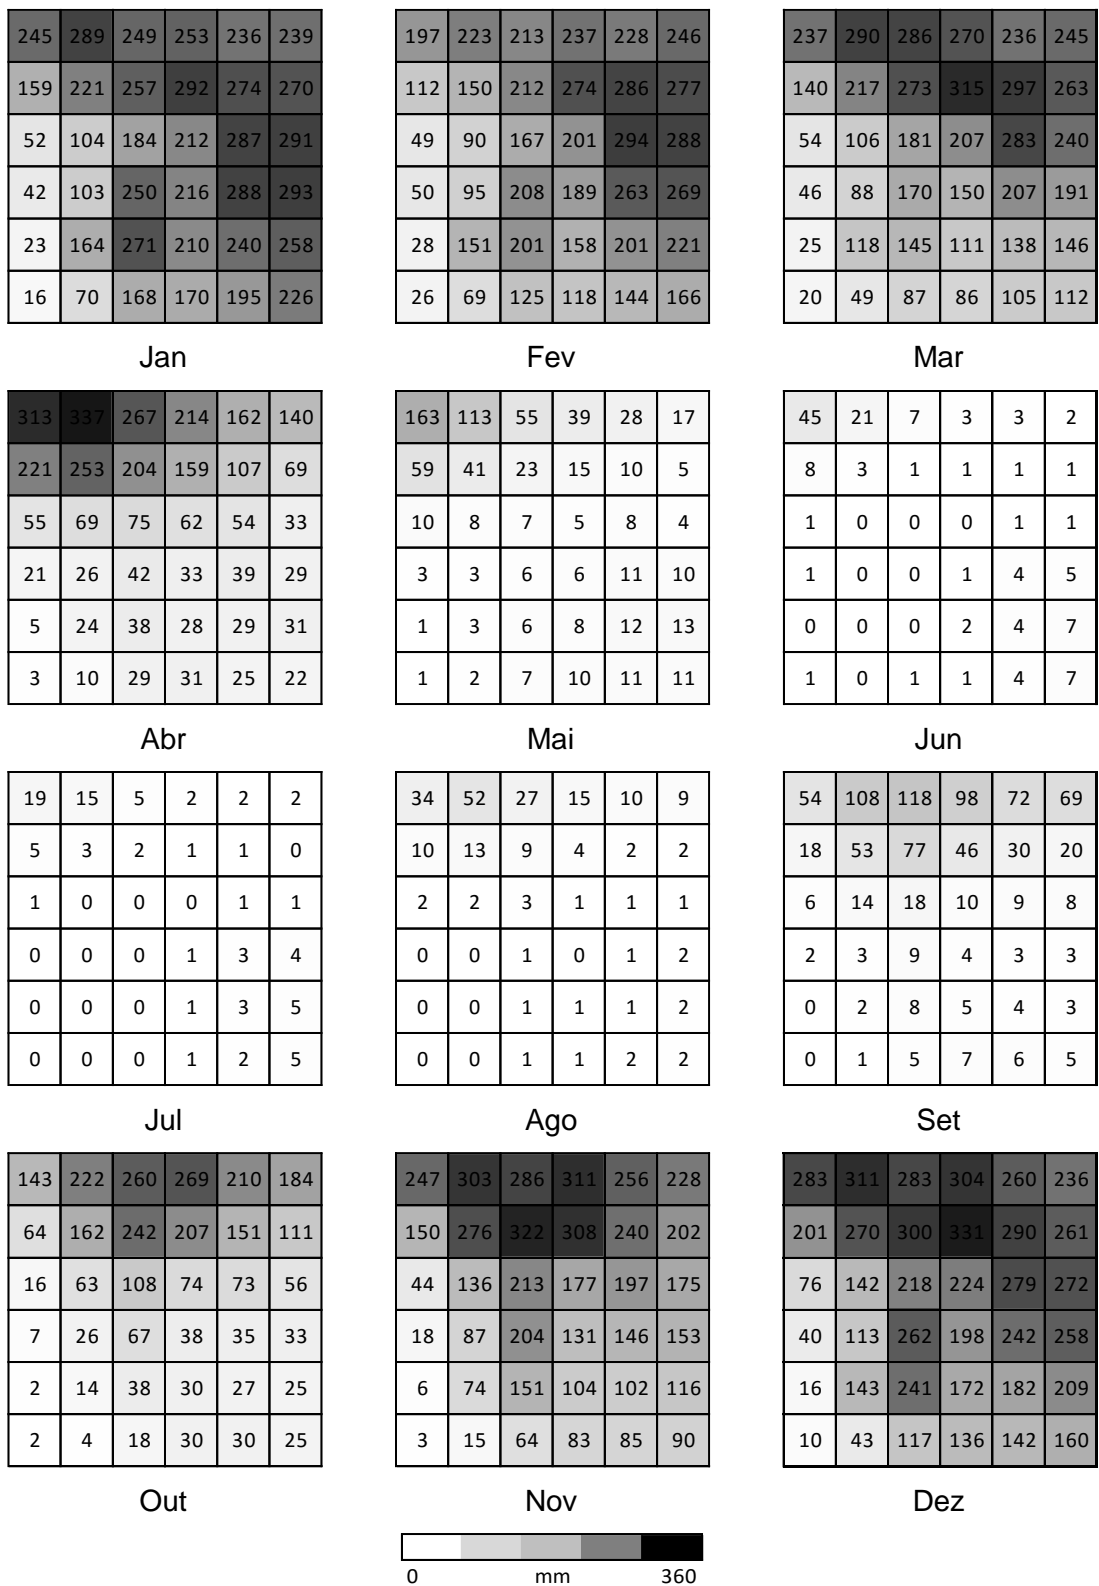 245 289 249 253 236 239 197 223 213 237 228 246 237 290 286 270 236 245
159 221 257 292 274 270 112 150 212 274 286 277 140 217 273 315 297 263
52 104 184 212 287 291 49 90 167 201 294 288 54 106 181 207 283 240
42 103 250 216 288 293 50 95 208 189 263 269 46 88 170 150 207 191
23 164 271 210 240 258 28 151 201 158 201 221 25 118 145 111 138 146
16 70 168 170 195 226 26 69 125 118 144 166 20 49 87 86 105 112
Jan Fev Mar
313 337 267 214 162 140 163 113 55 39 28 17 45 21 7 3 3 2
221 253 204 159 107 69 59 41 23 15 10 5 8 3 1 1 1 1
55 69 75 62 54 33 10 8 7 5 8 4 1 0 0 0 1 1
21 26 42 33 39 29 3 3 6 6 11 10 1 0 0 1 4 5
5 24 38 28 29 31 1 3 6 8 12 13 0 0 0 2 4 7
3 10 29 31 25 22 1 2 7 10 11 11 1 0 1 1 4 7
Abr Mai Jun
19 15 5 2 2 2 34 52 27 15 10 9 54 108 118 98 72 69
5 3 2 1 1 0 10 13 9 4 2 2 18 53 77 46 30 20
1 0 0 0 1 1 2 2 3 1 1 1 6 14 18 10 9 8
0 0 0 1 3 4 0 0 1 0 1 2 2 3 9 4 3 3
0 0 0 1 3 5 0 0 1 1 1 2 0 2 8 5 4 3
0 0 0 1 2 5 0 0 1 1 2 2 0 1 5 7 6 5
Jul Ago Set
143 222 260 269 210 184 247 303 286 311 256 228 283 311 283 304 260 236
64 162 242 207 151 111 150 276 322 308 240 202 201 270 300 331 290 261
16 63 108 74 73 56 44 136 213 177 197 175 76 142 218 224 279 272
7 26 67 38 35 33 18 87 204 131 146 153 40 113 262 198 242 258
2 14 38 30 27 25 6 74 151 104 102 116 16 143 241 172 182 209
2 4 18 30 30 25 3 15 64 83 85 90 10 43 117 136 142 160
Out Nov Dez
0 mm 360